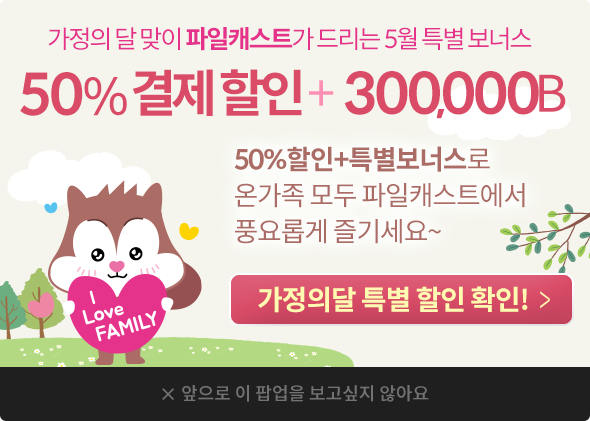 가정의 달 맞이 파일캐스트가 드리는 5월 특별 보너스
50% 결제 할인 + 300,000B
50%할인+특별보너스로
온가족 모두 파일캐스트에서
풍요롭게 즐기세요~
I
Love
FAMILY
가정의달 특별 할인 확인! >
× 앞으로 이 팝업을 보고싶지 않아요